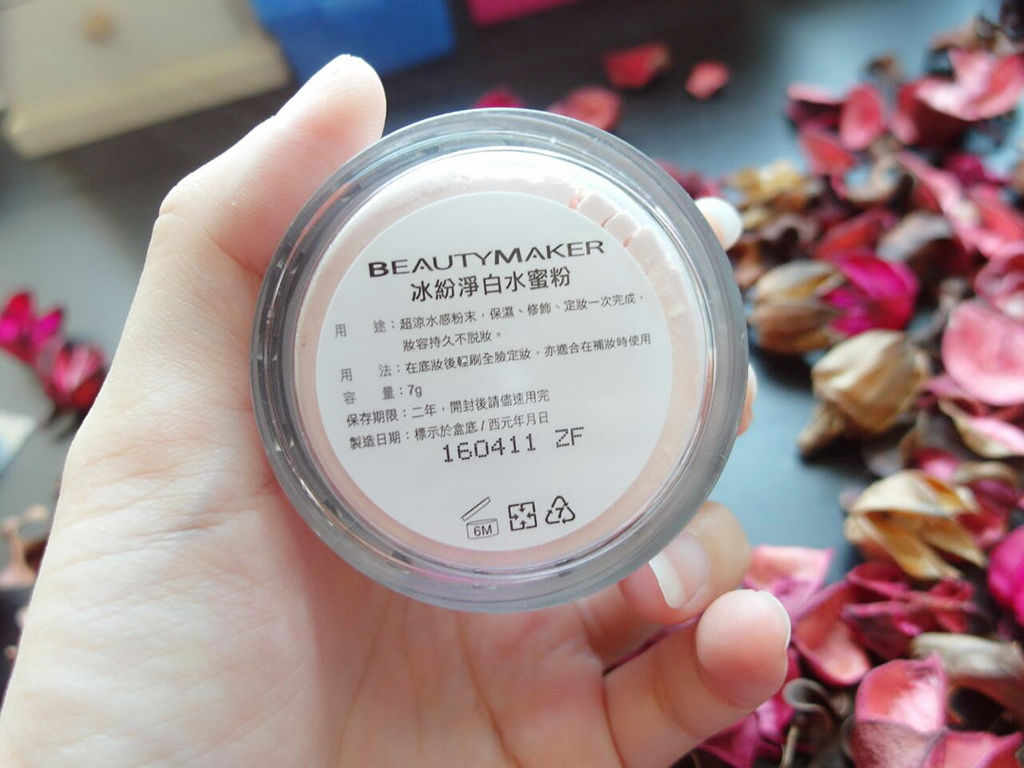 BEAUTYMAKER
冰紛淨白水蜜粉
用 途：超涼水感粉末，保濕、修飾、定妝一次完成，
妝容持久不脫妝。
用 法：在底妝後輕刷全臉定妝，亦適合在補妝時使用
容 量：7g
保存期限：二年，開封後請儘速用完
製造日期：標示於盒底 / 西元年月日
160411 ZF
6M
7